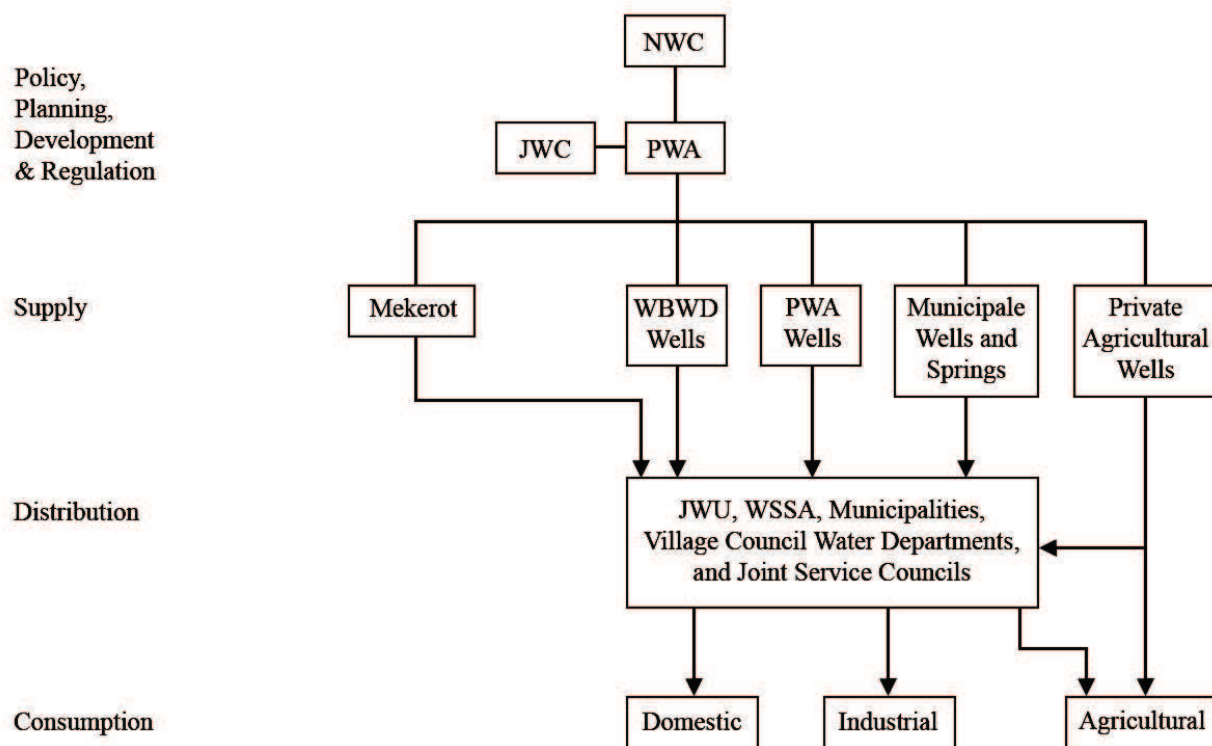 NWC
Policy,
Planning,
Development
& Regulation
JWC
PWA
Supply
Mekerot
WBWD
Wells
PWA
Wells
Municipale
Wells and
Springs
Private
Agricultural
Wells
Distribution
JWU, WSSA, Municipalities,
Village Council Water Departments,
and Joint Service Councils
Consumption
Domestic
Industrial
Agricultural